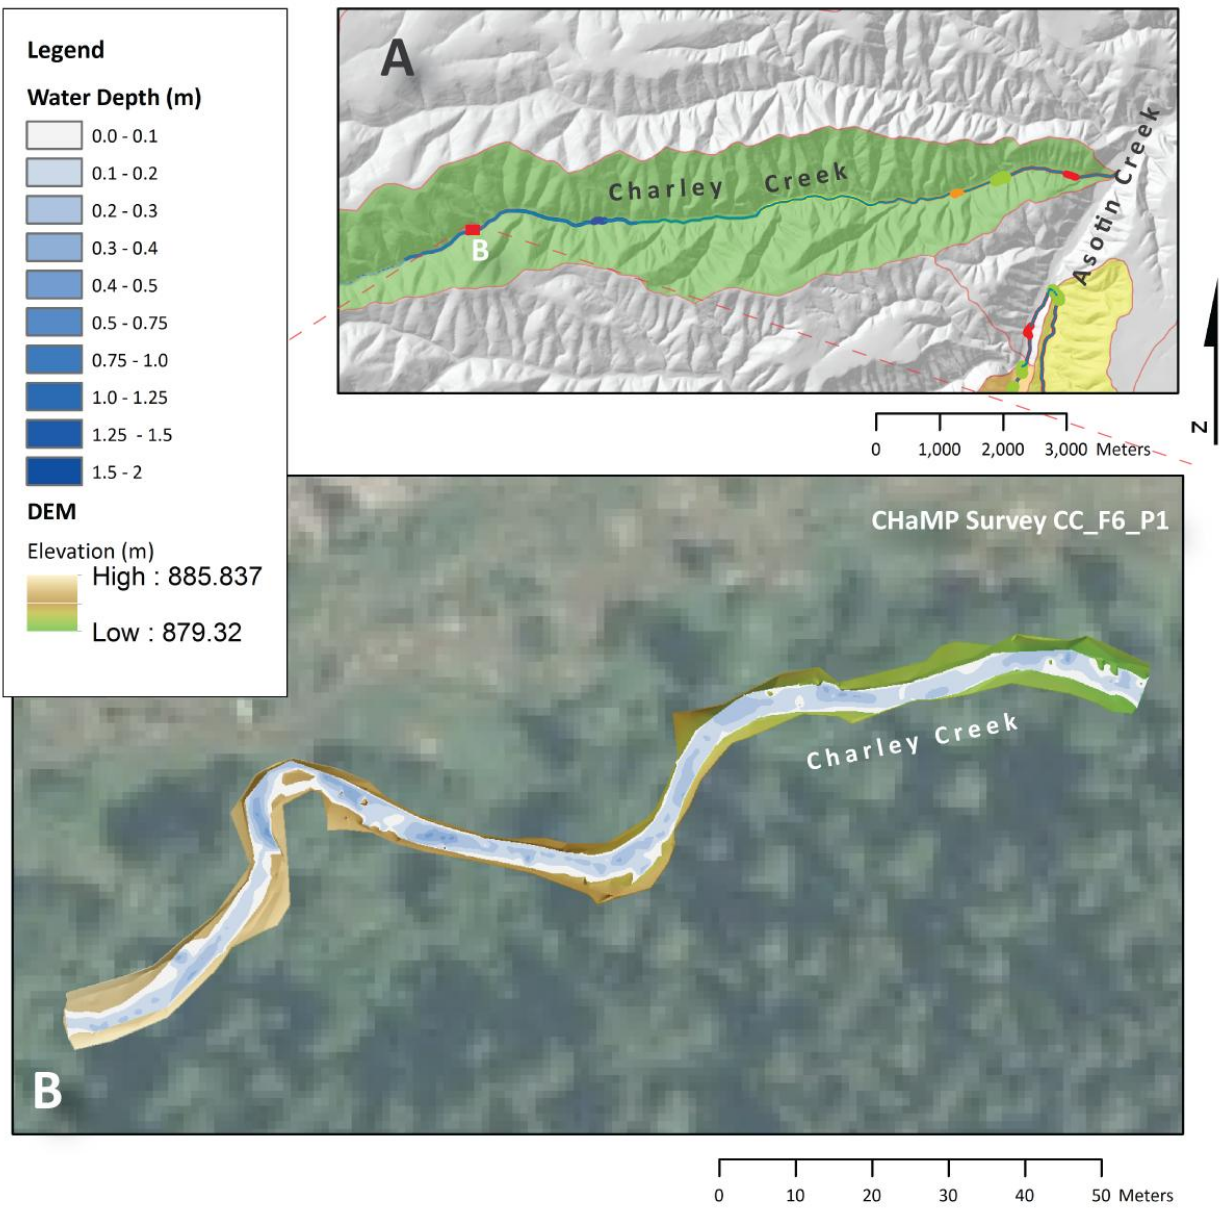 Legend
Water Depth (m)
0.0 - 0.1
0.1 - 0.2
0.2 - 0.3
0.3 - 0.4
0.4 - 0.5
0.5 - 0.75
0.75 - 1.0
1.0 - 1.25
1.25 - 1.5
1.5 - 2
DEM
Elevation (m)
High : 885.837
Low : 879.32
A
Charley Creek
Asotin Creek
B
0 1,000 2,000 3,000 Meters
N
CHaMP Survey CC_F6_P1
Charley Creek
B
0 10 20 30 40 50 Meters